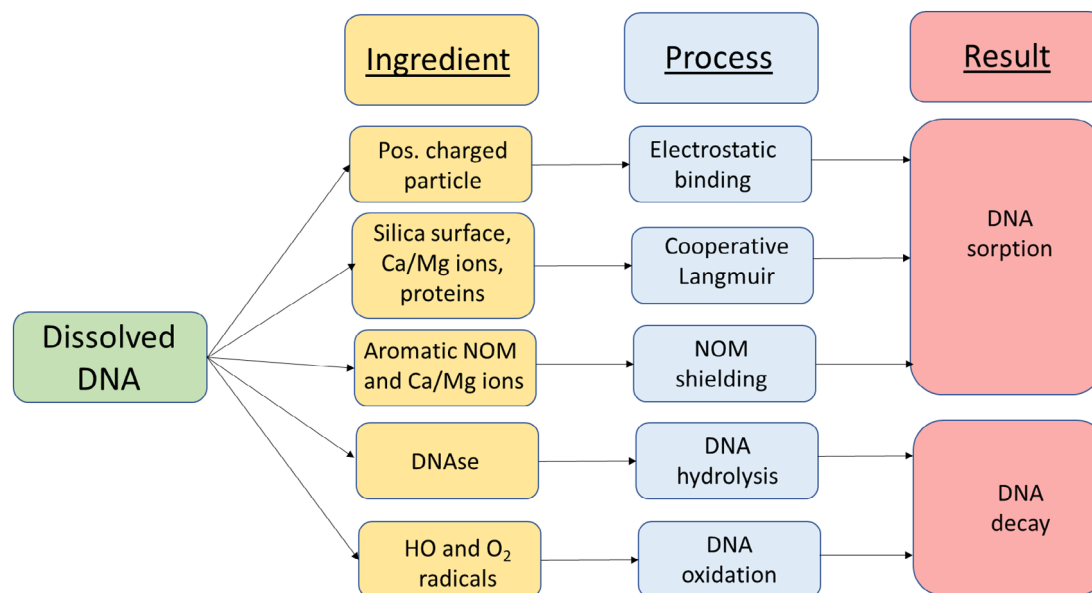 Ingredient
Process
Result
Dissolved
DNA
Pos. charged
particle
Electrostatic
binding
Silica surface,
Ca/Mg ions,
proteins
Cooperative
Langmuir
Aromatic NOM
and Ca/Mg ions
NOM
shielding
DNA
sorption
DNAse
DNA
hydrolysis
HO and O₂
radicals
DNA
oxidation
DNA
decay